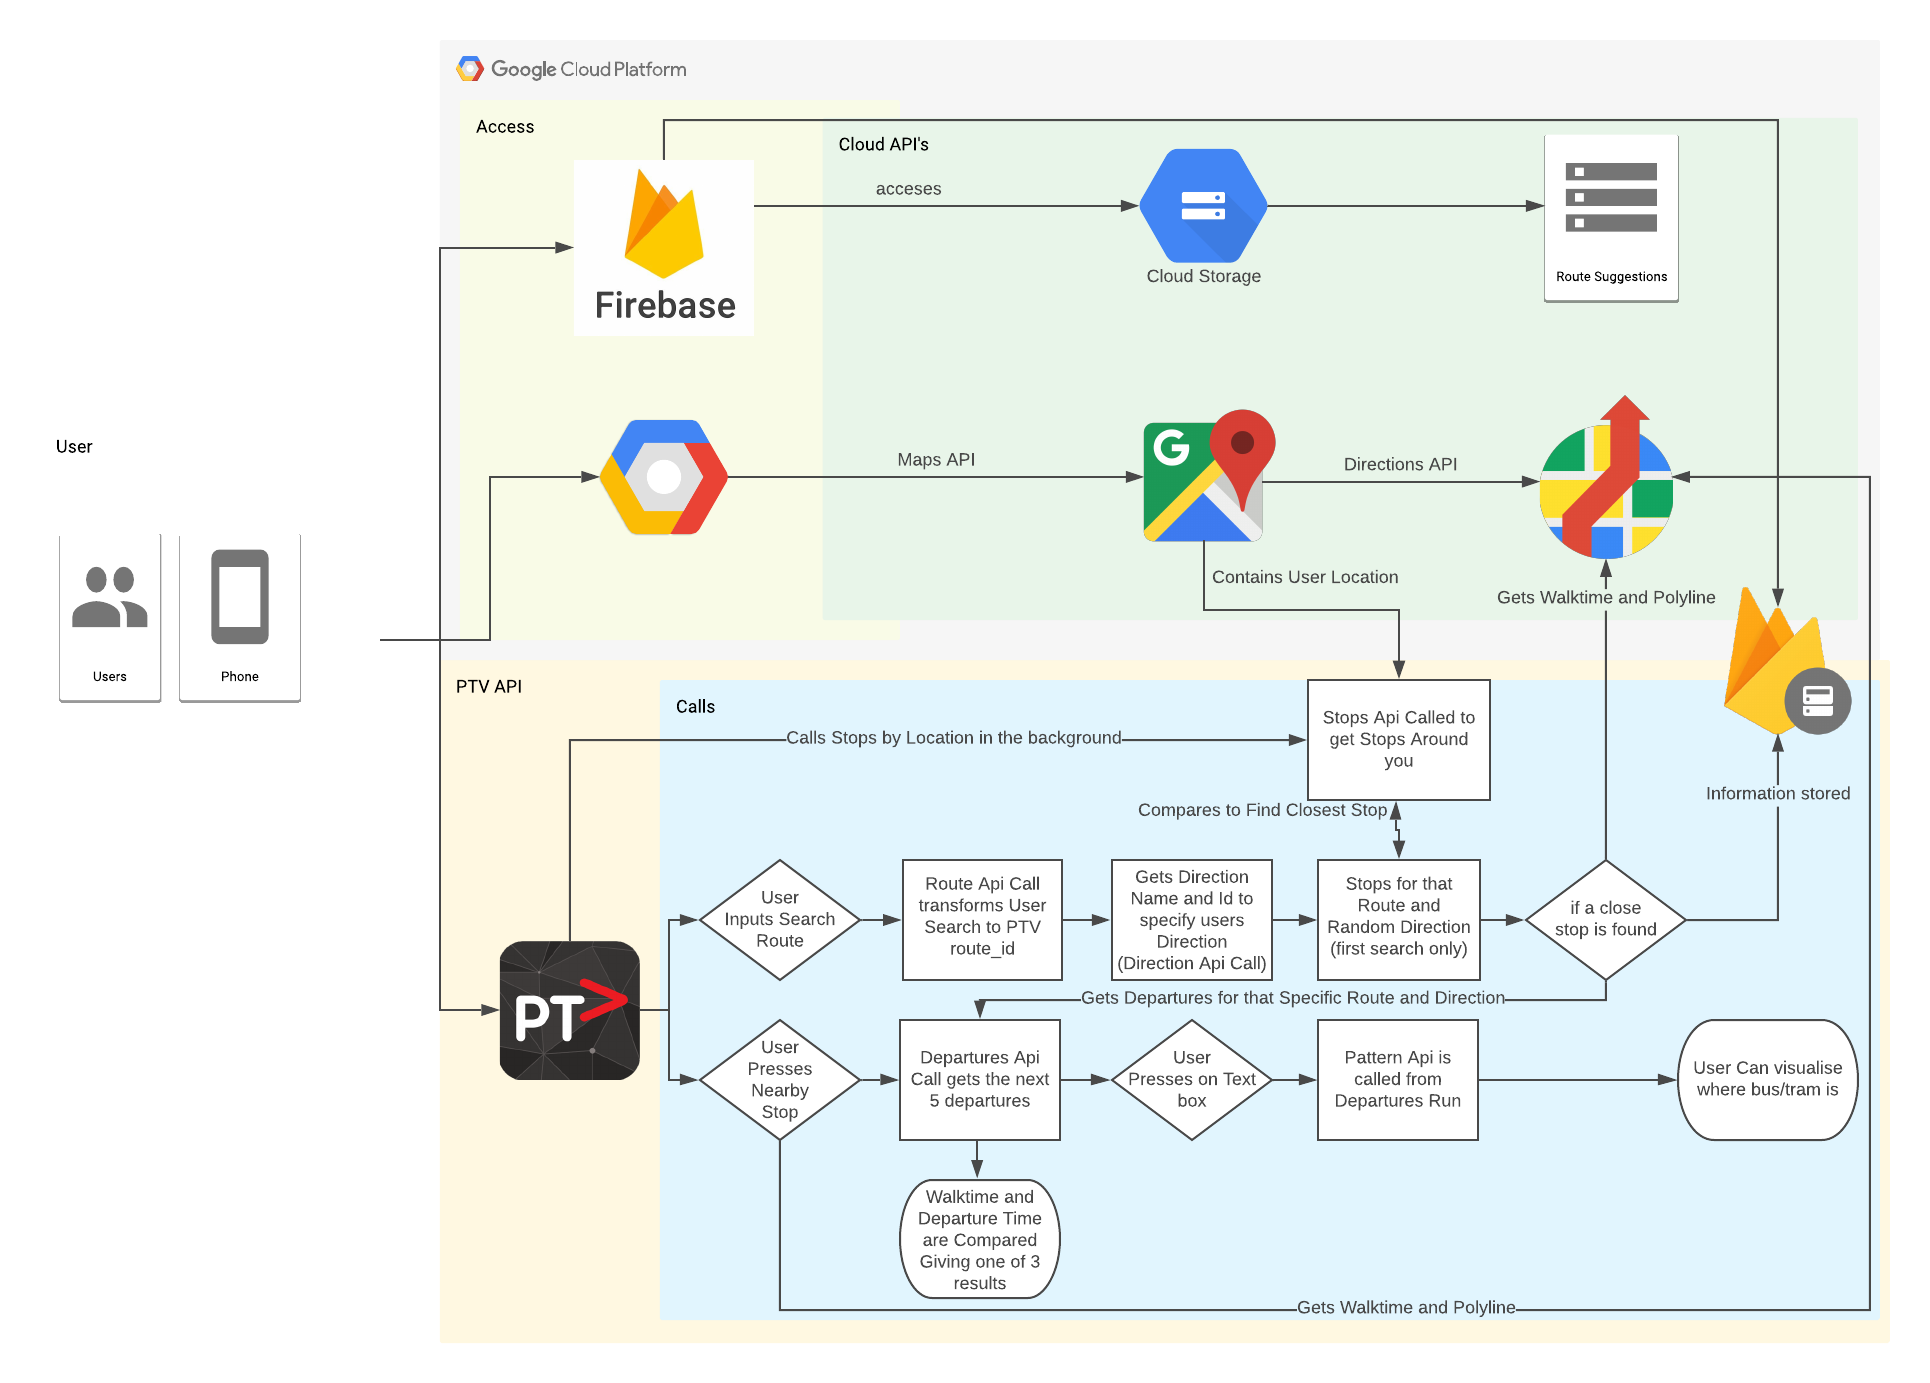 Google Cloud Platform
Access
Cloud API's
acceses
Firebase
Cloud Storage
Route Suggestions
User
Maps API
G
Directions API
Contains User Location
Gets Walktime and Polyline
Users
Phone
PTV API
Calls
Stops Api Called to
get Stops Around
you
Calls Stops by Location in the background
Information stored
Compares to Find Closest Stop
User
Inputs Search
Route
Route Api Call
transforms User
Search to PTV
route_id
Gets Direction
Name and Id to
specify users
Direction
(Direction Api Call)
Stops for that
Route and
Random Direction
(first search only)
if a close
stop is found
PT
Gets Departures for that Specific Route and Direction
User
Presses
Nearby
Stop
Departures Api
Call gets the next
5 departures
User
Presses on Text
box
Pattern Api is
called from
Departures Run
User Can visualise
where bus/tram is
Walktime and
Departure Time
are Compared
Giving one of 3
results
Gets Walktime and Polyline